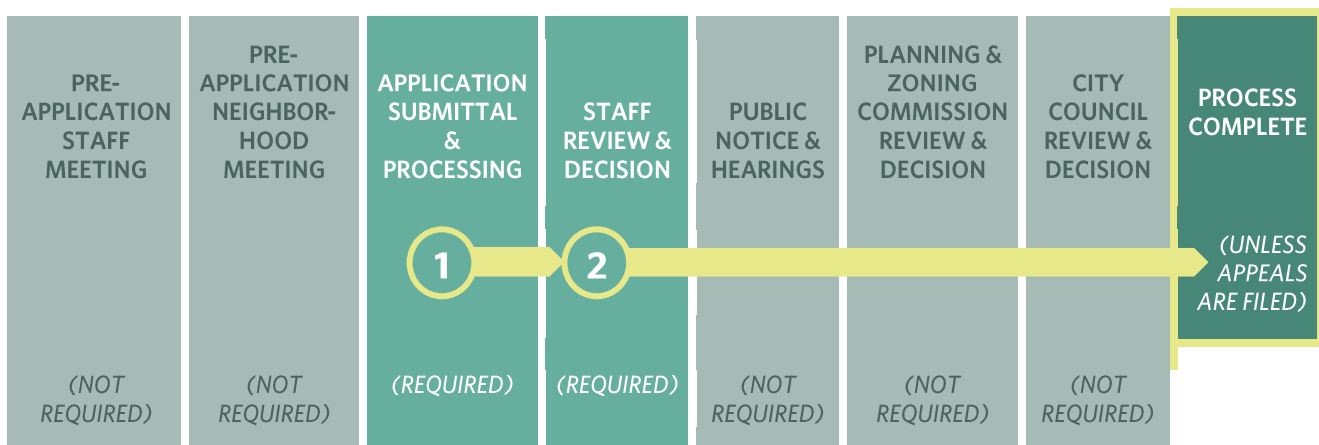 PRE-
APPLICATION
STAFF
MEETING
(NOT
REQUIRED)
PRE-
APPLICATION
NEIGHBOR-
HOOD
MEETING
(NOT
REQUIRED)
APPLICATION
SUBMITTAL
&
PROCESSING
1
(REQUIRED)
STAFF
REVIEW &
DECISION
2
(REQUIRED)
PUBLIC
NOTICE &
HEARINGS
(NOT
REQUIRED)
PLANNING &
ZONING
COMMISSION
REVIEW &
DECISION
(NOT
REQUIRED)
CITY
COUNCIL
REVIEW &
DECISION
(NOT
REQUIRED)
PROCESS
COMPLETE
(UNLESS
APPEALS
ARE FILED)